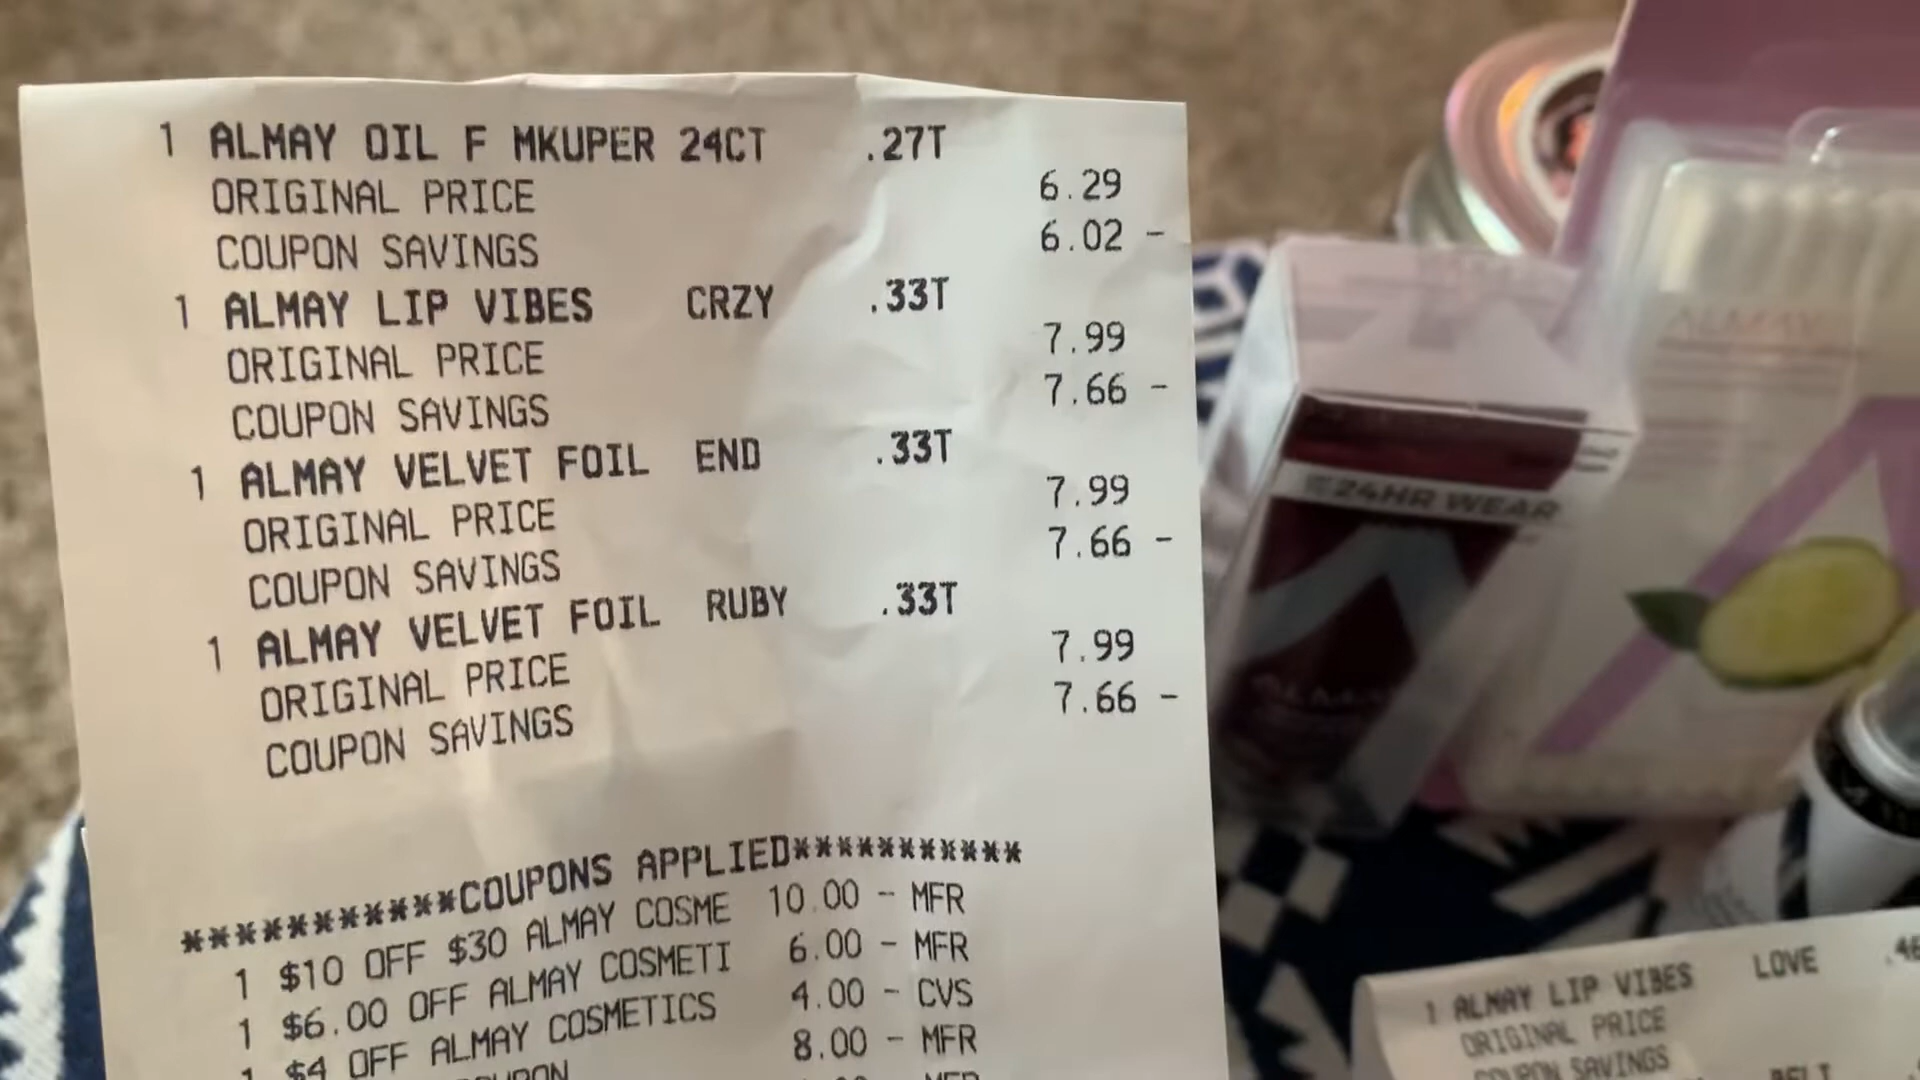 1 ALMAY OIL F MKUPER 24CT .27T
ORIGINAL PRICE 6.29
COUPON SAVINGS 6.02 -
1 ALMAY LIP VIBES CRZY .33T
ORIGINAL PRICE 7.99
COUPON SAVINGS 7.66 -
1 ALMAY VELVET FOIL END .33T
ORIGINAL PRICE 7.99
COUPON SAVINGS 7.66 -
1 ALMAY VELVET FOIL RUBY .33T
ORIGINAL PRICE 7.99
COUPON SAVINGS 7.66 -
************COUPONS APPLIED***********
1 $10 OFF $30 ALMAY COSME 10.00 - MFR
1 $6.00 OFF ALMAY COSMETI 6.00 - MFR
1 $4 OFF ALMAY COSMETICS 4.00 - CVS
8.00 - MFR
MFR
24HR WEAR
ALMAY
ALMAY
1 ALMAY LIP VIBES LOVE
ORIGINAL PRICE
COUPON SAVINGS